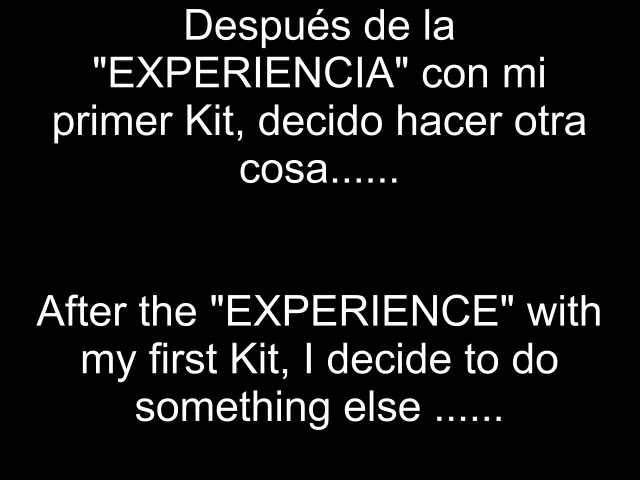 Después de la
"EXPERIENCIA" con mi
primer Kit, decido hacer otra
cosa......
After the "EXPERIENCE" with
my first Kit, I decide to do
something else ......